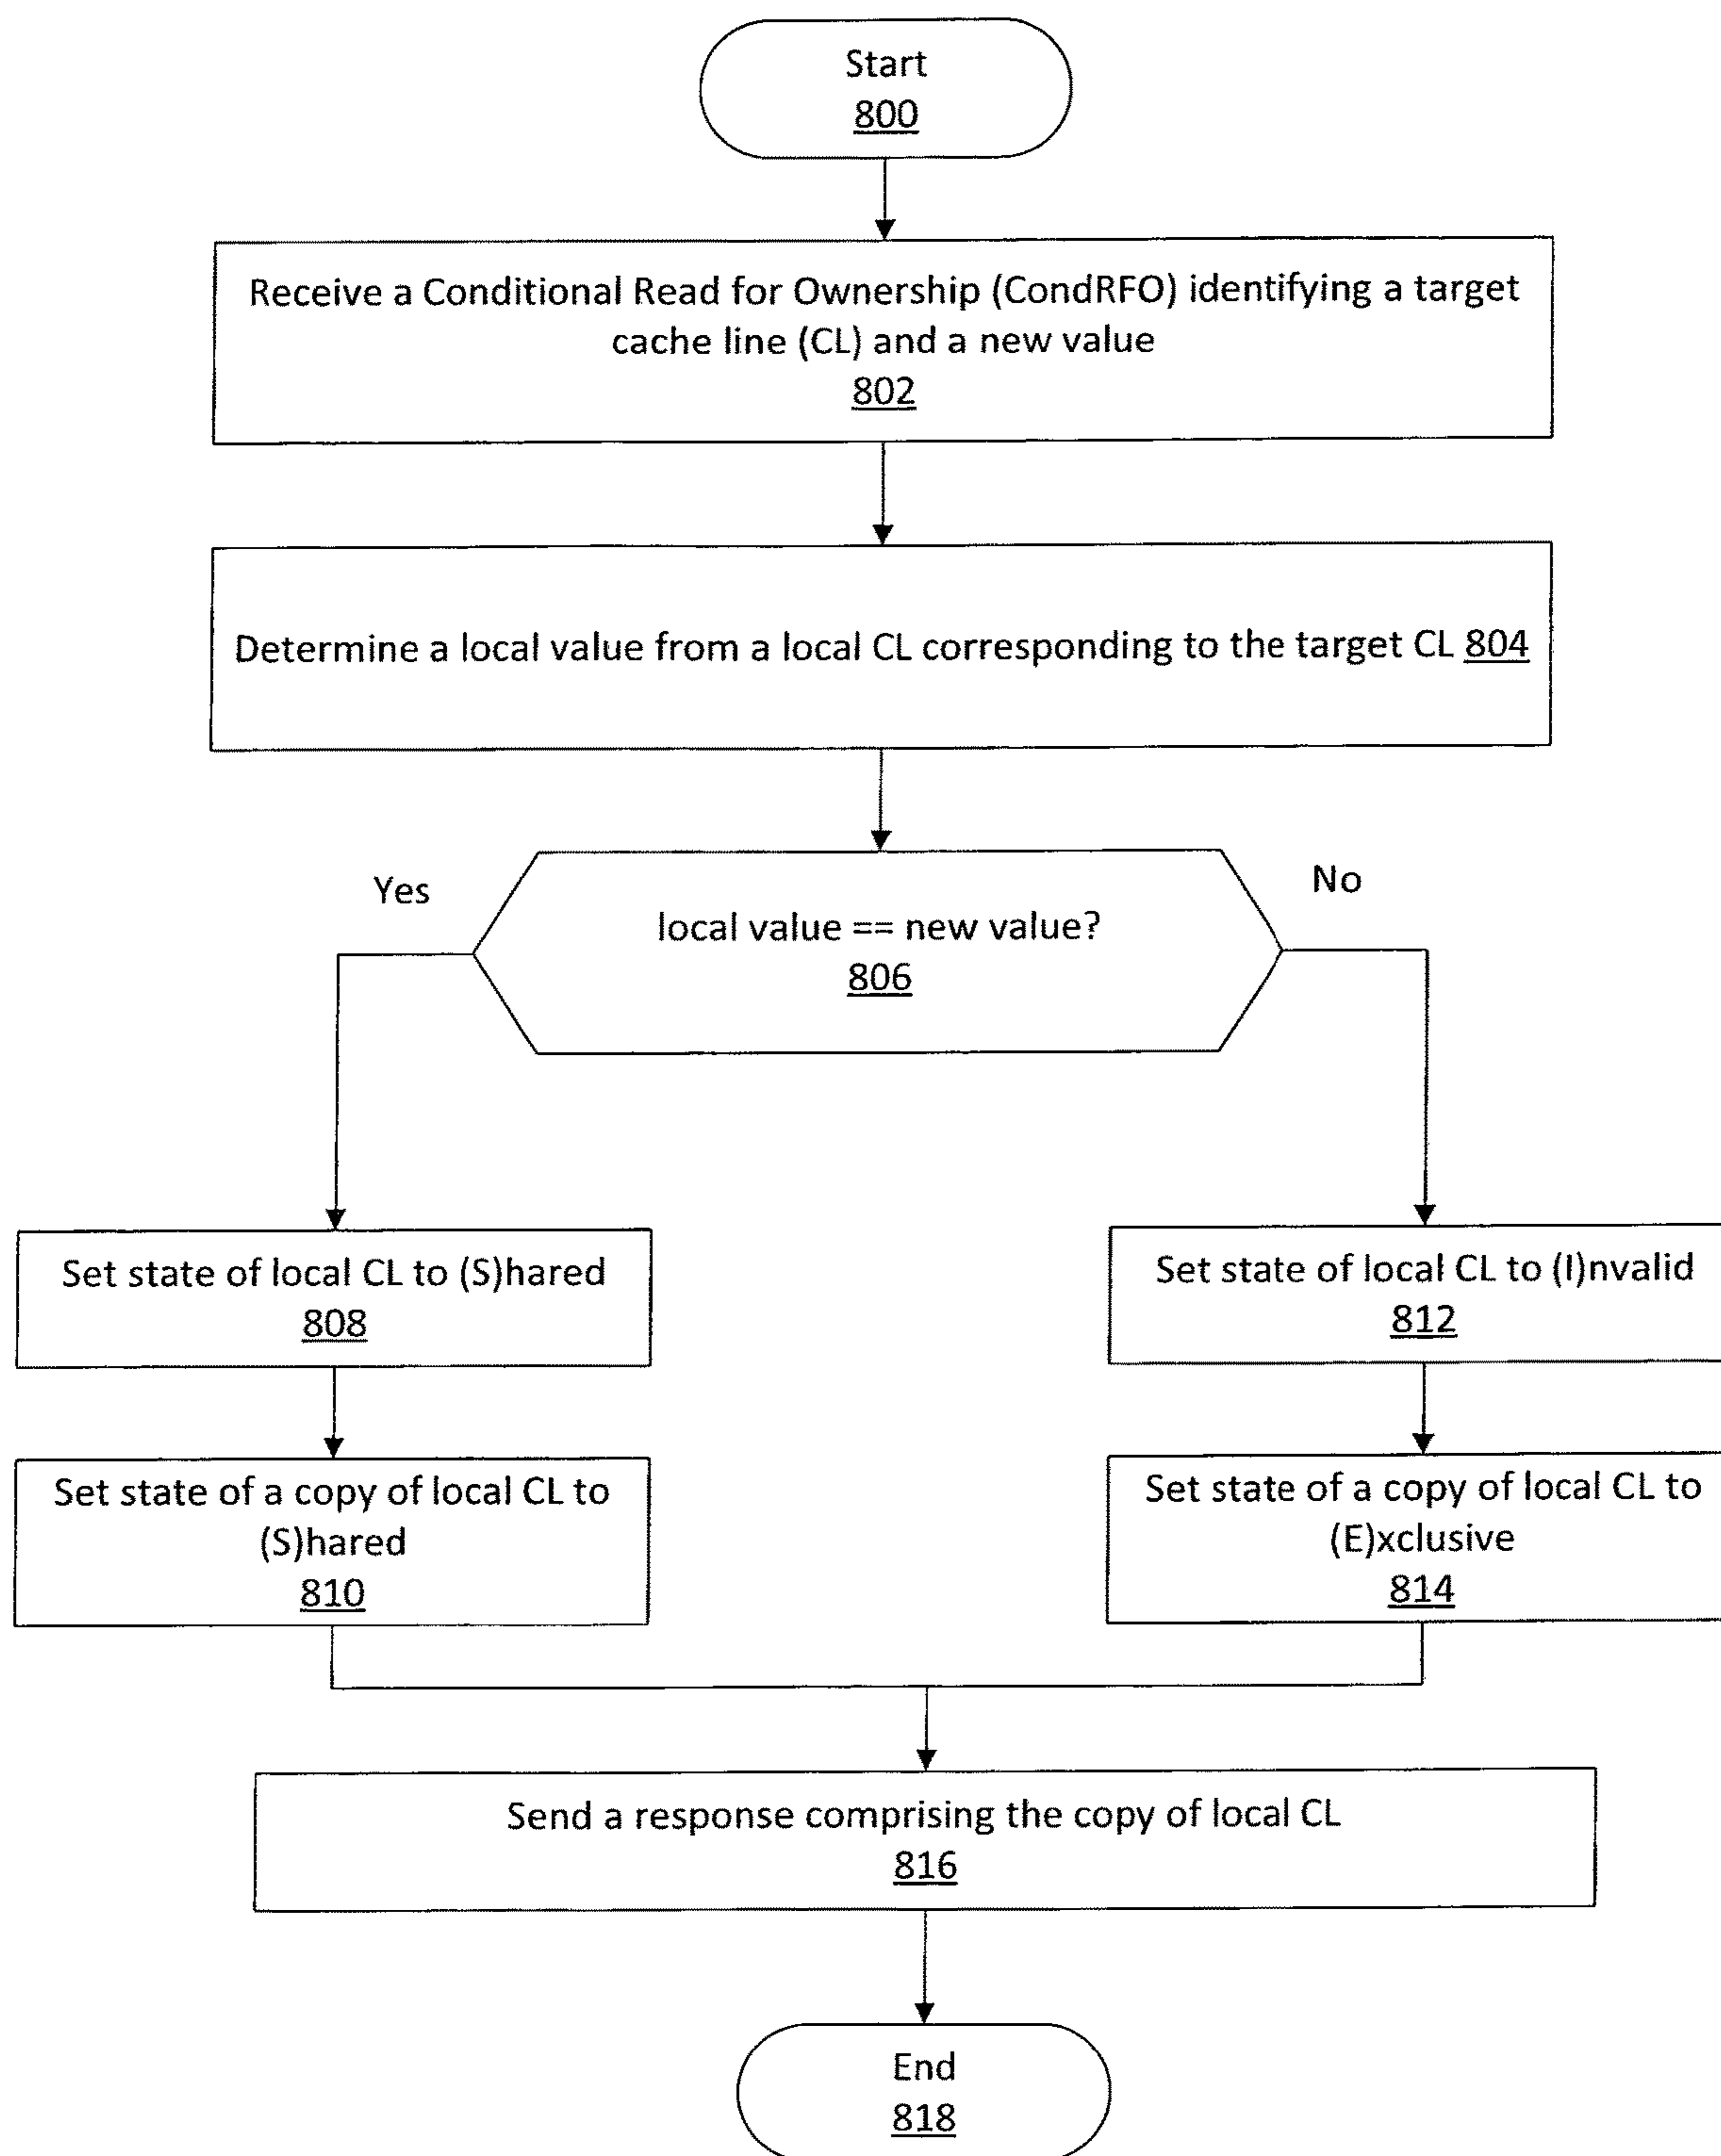 Start
800
Receive a Conditional Read for Ownership (CondRFO) identifying a target
cache line (CL) and a new value
802
Determine a local value from a local CL corresponding to the target CL 804
Yes
No
local value == new value?
806
Set state of local CL to (S)hared
808
Set state of local CL to (I)nvalid
812
Set state of a copy of local CL to
(S)hared
810
Set state of a copy of local CL to
(E)xclusive
814
Send a response comprising the copy of local CL
816
End
818